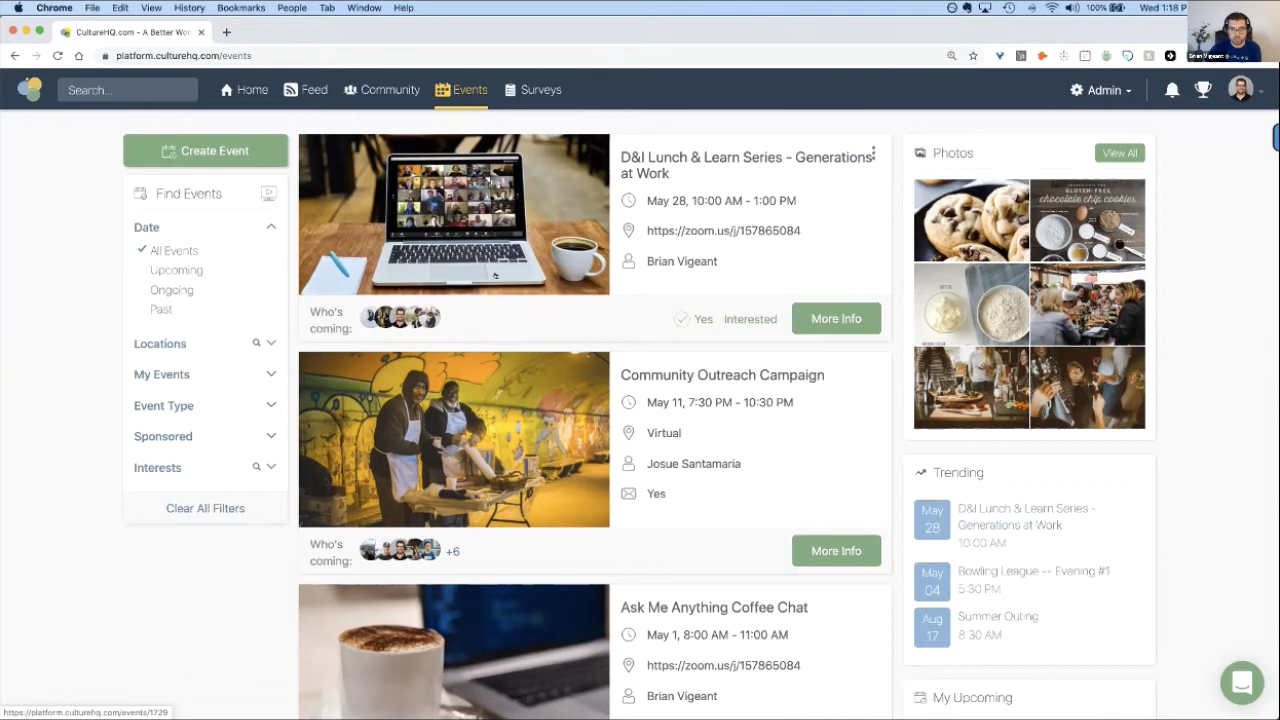 Chrome File Edit View History Bookmarks People Tab Window Help 100% Wed 1:18 P
CultureHQ.com - A Better Wor
platform.culturehq.com/events
Search...
Home
Feed
Community
Events
Surveys
Admin
Create Event
Find Events
Date
All Events
Upcoming
Ongoing
Past
Locations
My Events
Event Type
Sponsored
Interests
Clear All Filters
D&I Lunch & Learn Series - Generations
at Work
May 28, 10:00 AM - 1:00 PM
https://zoom.us/j/157865084
Brian Vigeant
Who's
coming:
Yes Interested
More Info
Community Outreach Campaign
May 11, 7:30 PM - 10:30 PM
Virtual
Josue Santamaria
Yes
Who's
coming:
+6
More Info
Ask Me Anything Coffee Chat
May 1, 8:00 AM - 11:00 AM
https://zoom.us/j/157865084
Brian Vigeant
Photos
View All
GLUTEN-FREE
chocolate chip cookies
Trending
May
28
D&I Lunch & Learn Series -
Generations at Work
10:00 AM
May
04
Bowling League -- Evening #1
5:30 PM
Aug
17
Summer Outing
8:30 AM
My Upcoming
https://platform.culturehq.com/events/1729